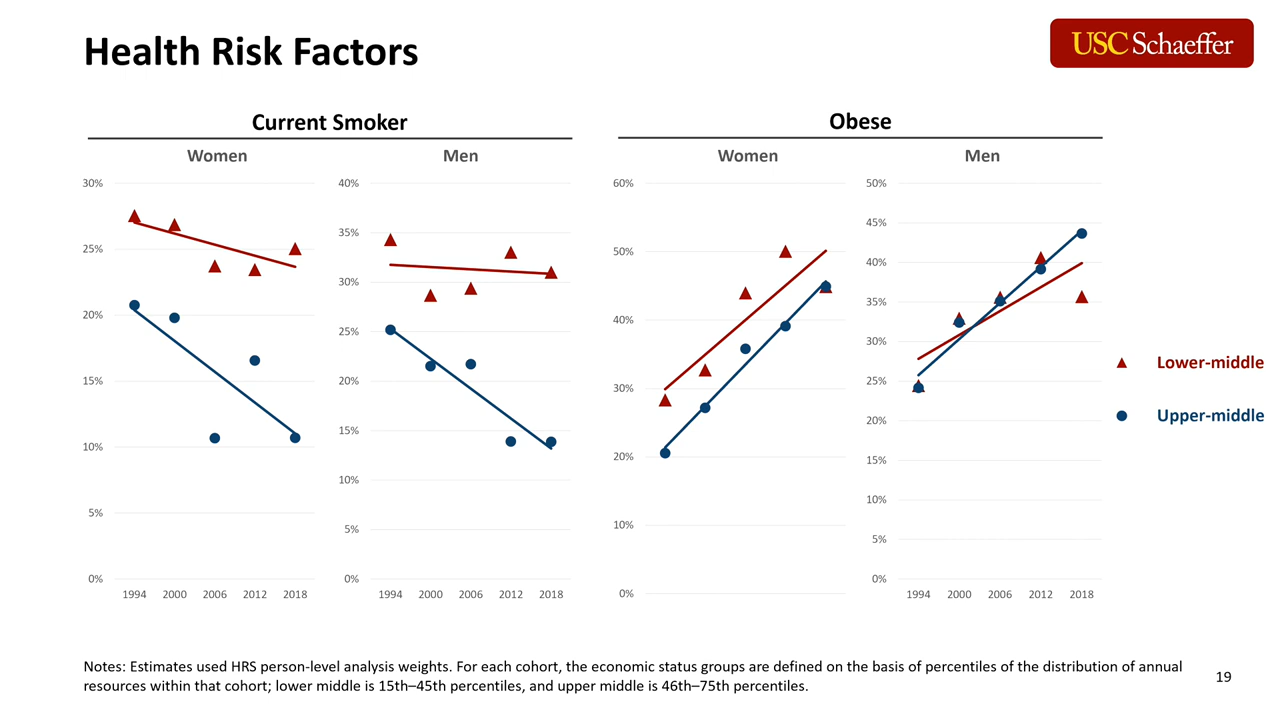 Health Risk Factors
USC Schaeffer
Current Smoker
Obese
Women
Men
Women
Men
30%
25%
20%
15%
10%
5%
0%
1994 2000 2006 2012 2018
40%
35%
30%
25%
20%
15%
10%
5%
0%
1994 2000 2006 2012 2018
60%
50%
40%
30%
20%
10%
0%
50%
45%
40%
35%
30%
25%
20%
15%
10%
5%
0%
1994 2000 2006 2012 2018
Lower-middle
Upper-middle
Notes: Estimates used HRS person-level analysis weights. For each cohort, the economic status groups are defined on the basis of percentiles of the distribution of annual
resources within that cohort; lower middle is 15th–45th percentiles, and upper middle is 46th–75th percentiles.
19